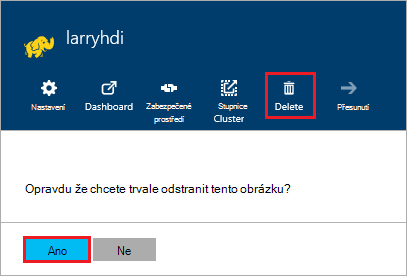 larryhdi
Nastavení
Dashboard
Zabezpečené
prostředí
Stupnice
Cluster
Delete
Přesunutí
Opravdu že chcete trvale odstranit tento obrázku?
Ano
Ne